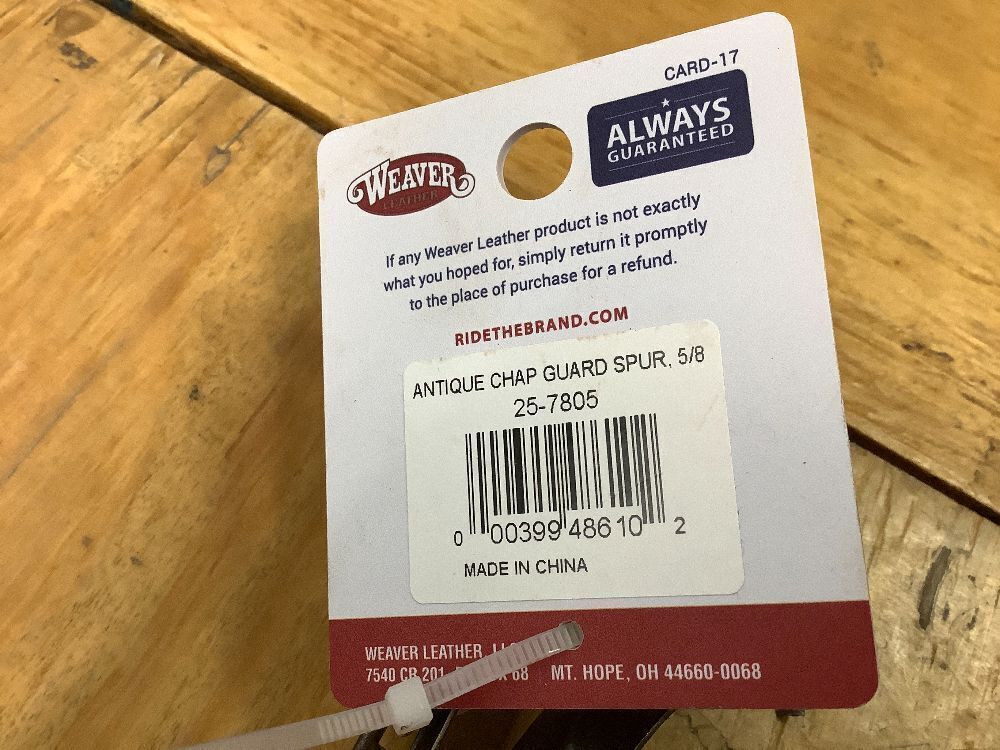 CARD-17
ALWAYS
GUARANTEED
WEAVER
LEATHER
If any Weaver Leather product is not exactly
what you hoped for, simply return it promptly
to the place of purchase for a refund.
RIDETHEBRAND.COM
ANTIQUE CHAP GUARD SPUR, 5/8
25-7805
0 00399 48610 2
MADE IN CHINA
WEAVER LEATHER
7540 CR 201 68 MT. HOPE, OH 44660-0068